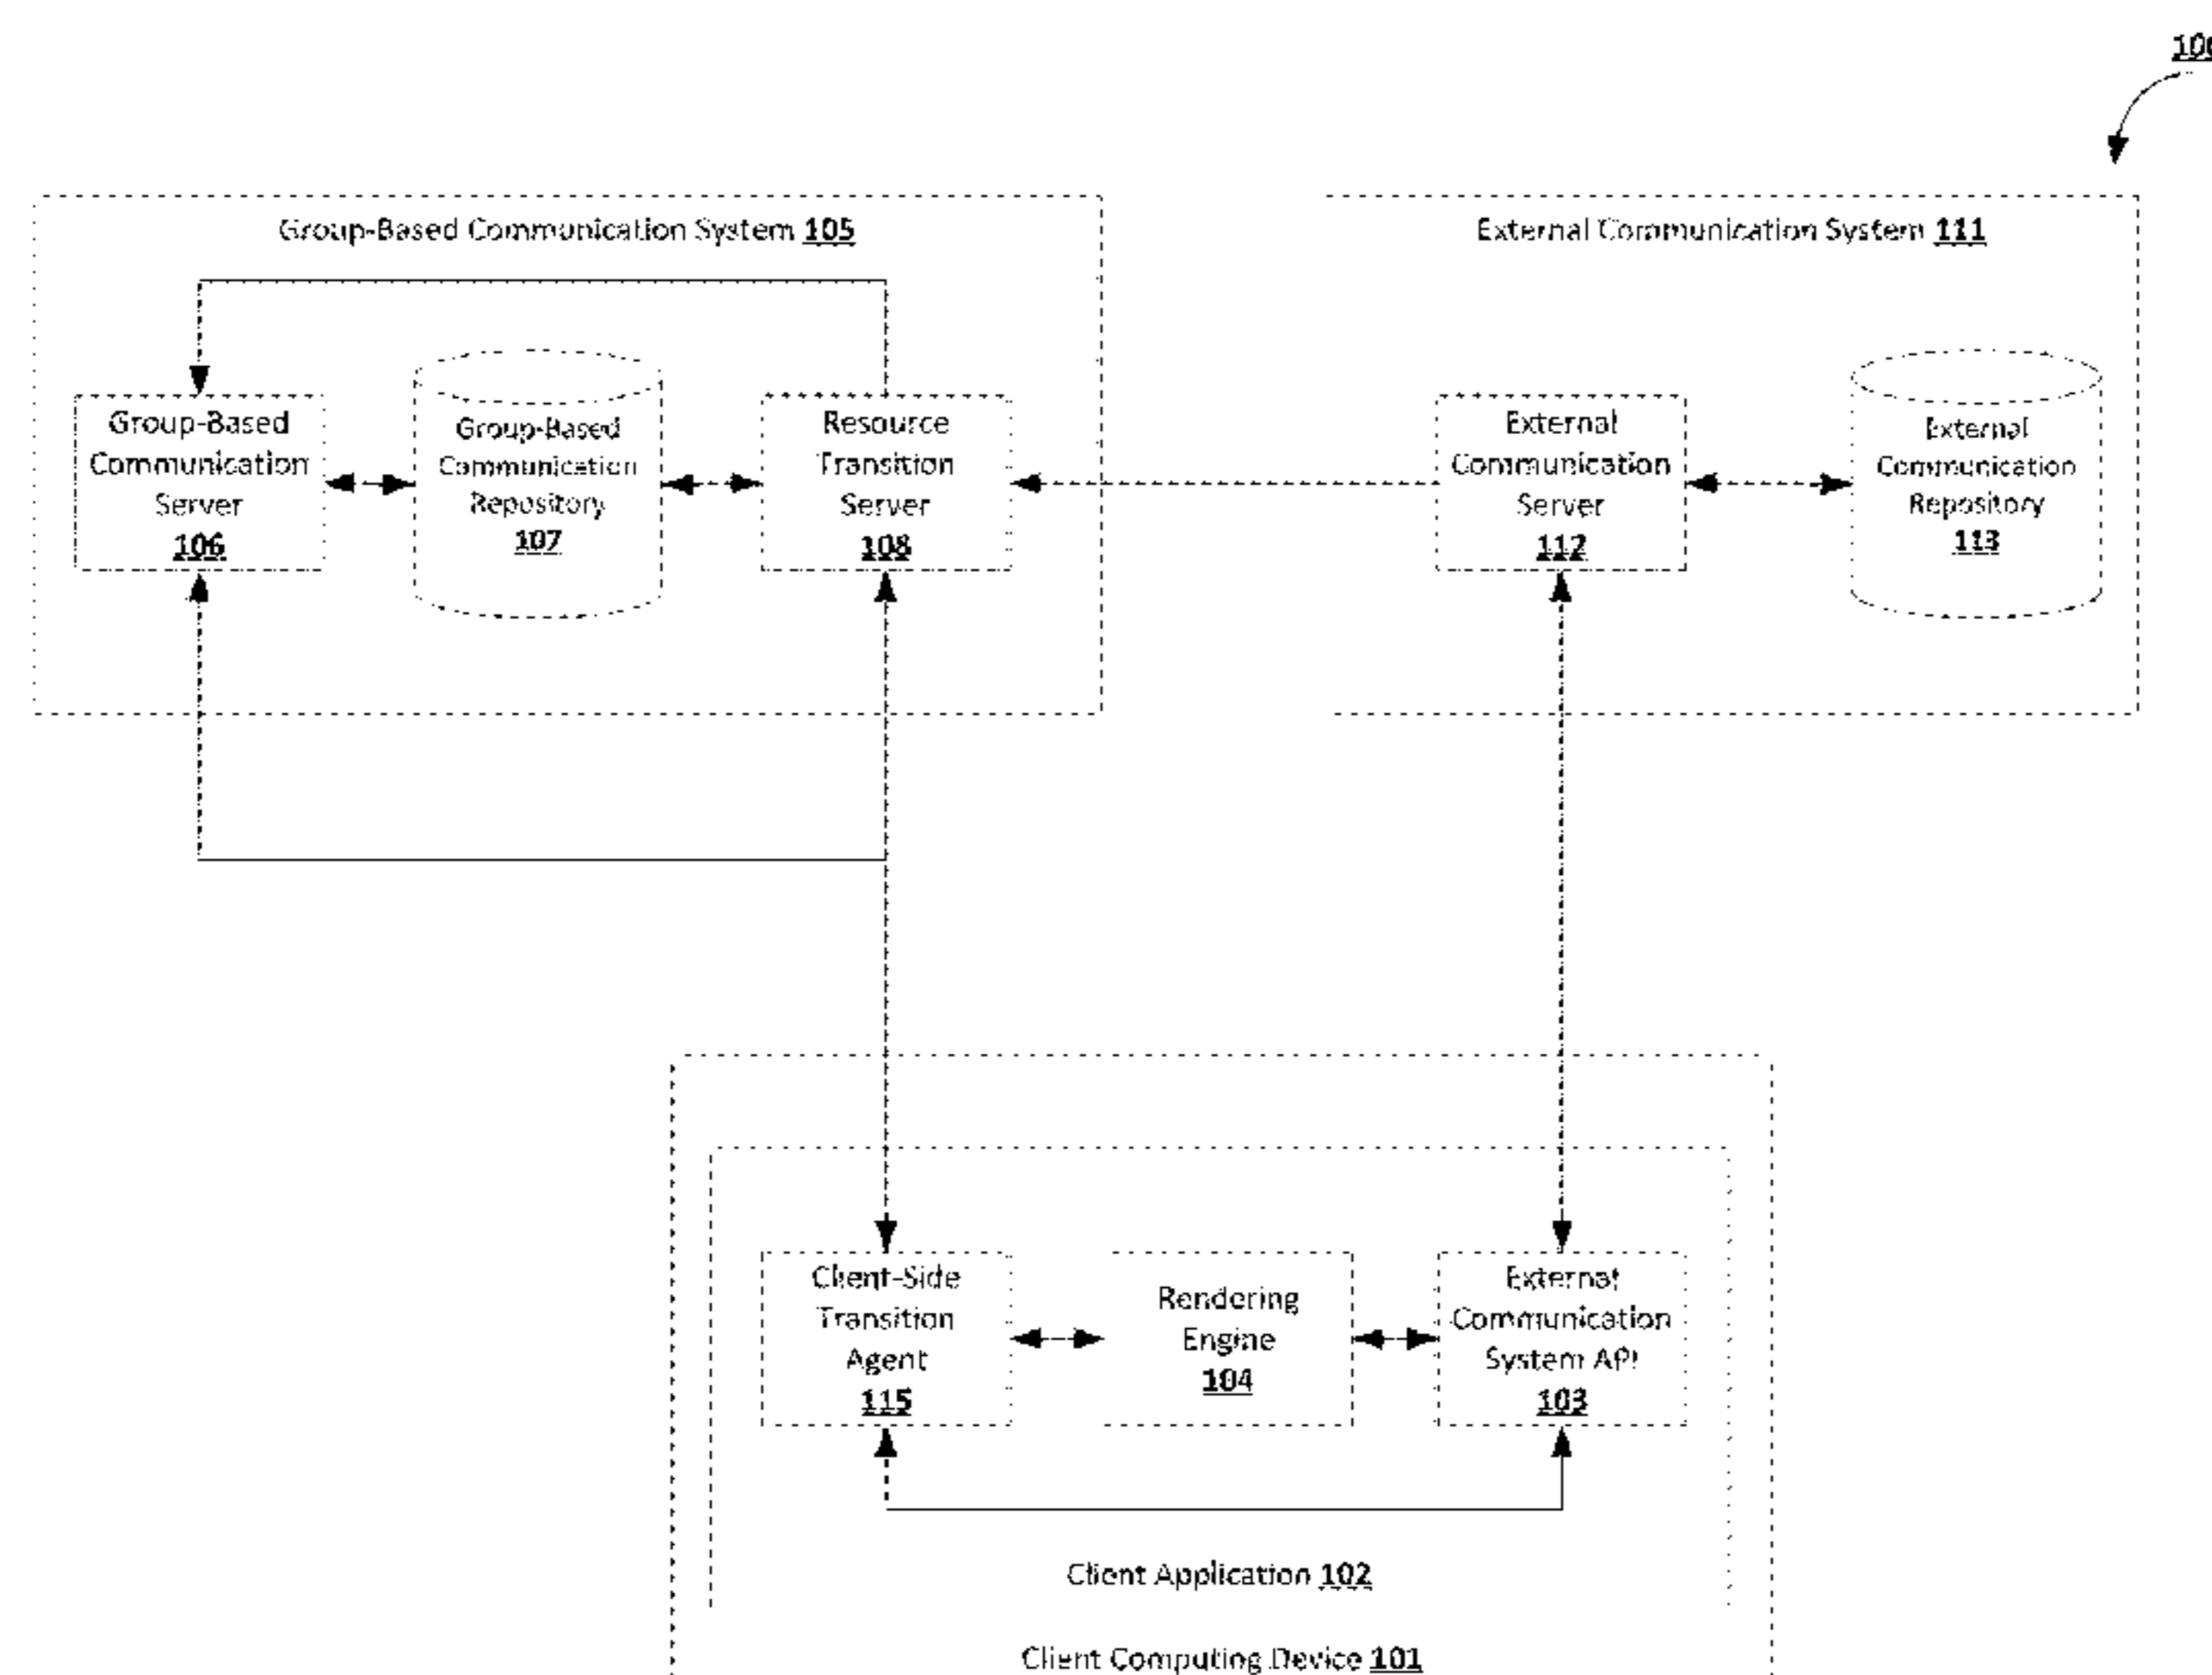 Group-Based Communication System 105
External Communication System 111
Group-Based
Communication
Server
106
Group-Based
Communication
Repository
107
Resource
Transition
Server
108
External
Communication
Server
112
External
Communication
Repository
113
Client-Side
Transition
Agent
115
Rendering
Engine
104
External
Communication
System API
103
Client Application 102
Client Computing Device 101